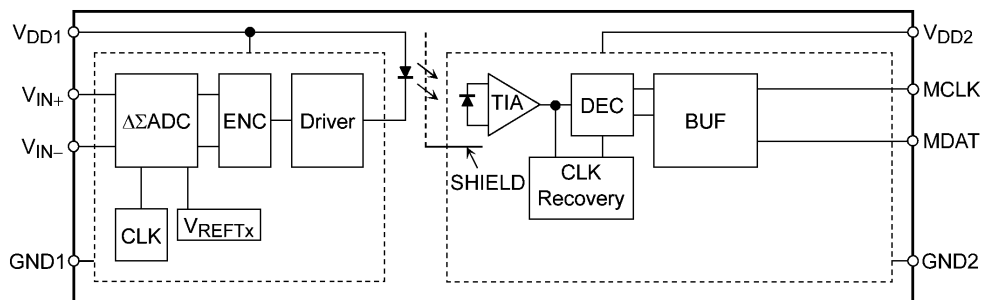 VDD1
VDD2
VIN+
VIN−
ΔΣADC
ENC
Driver
CLK
VREFTx
GND1
SHIELD
TIA
DEC
BUF
CLK
Recovery
MCLK
MDAT
GND2